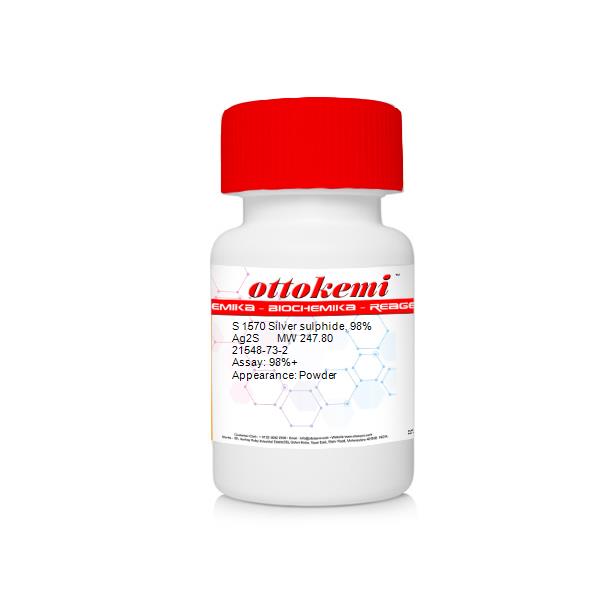 ottokemi
EMIKA - BIOCHEMIKA - REAGE
S 1570 Silver sulphide, 98%
Ag2S MW 247.80
21548-73-2
Assay: 98%+
Appearance: Powder